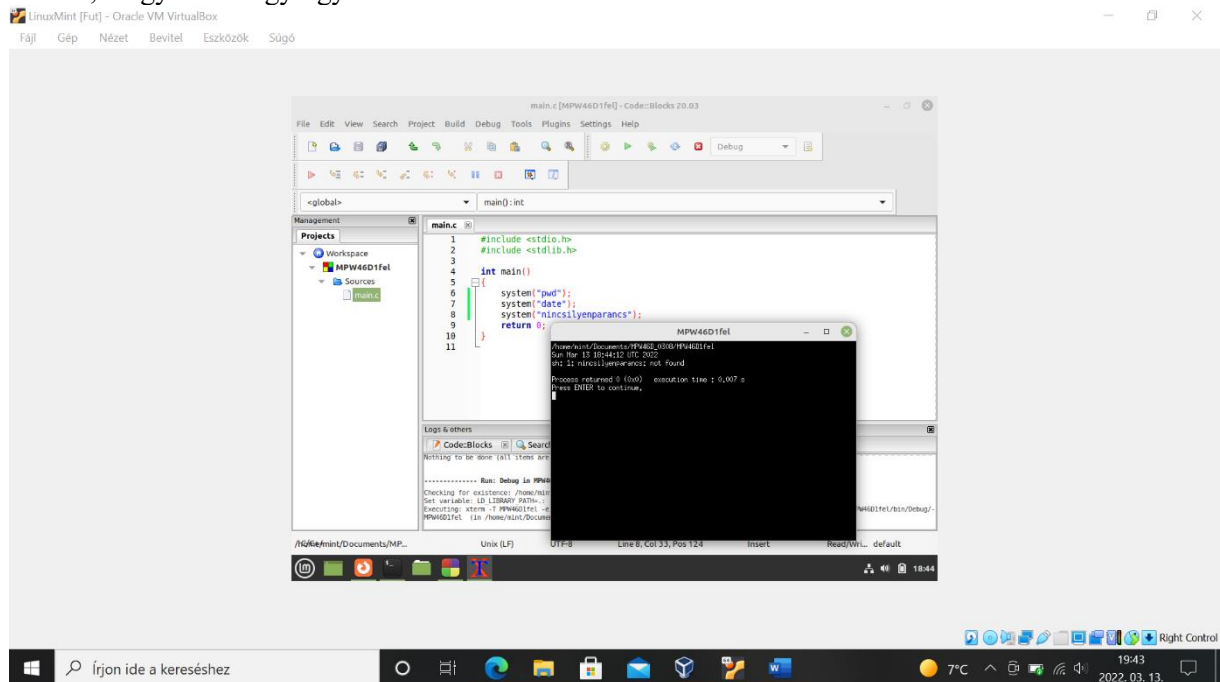 LinuxMint [Fut] - Oracle VM VirtualBox
Fájl Gép Nézet Bevitel Eszközök Súgó
main.c [MPW46D1fel] - Code::Blocks 20.03
File Edit View Search Project Build Debug Tools Plugins Settings Help
Debug
<global> main() : int
Management
Projects
Workspace
MPW46D1fel
Sources
main.c
main.c
1 #include <stdio.h>
2 #include <stdlib.h>
3
4 int main()
5 {
6 system("pwd");
7 system("date");
8 system("nincsilyenparancs");
9 return 0;
10 }
11
MPW46D1fel
/home/mint/Documents/MPW46D_0308/MPW46D1fel
Sun Mar 13 18:44:12 UTC 2022
sh: 1: nincsilyenparancs: not found
Process returned 0 (0x0) execution time : 0,007 s
Press ENTER to continue.
Logs & others
Code::Blocks Search
Nothing to be done (all items are
-------------- Run: Debug in MPW4
Checking for existence: /home/min
Set variable: LD_LIBRARY_PATH=.:
Executing: xterm -T MPW46D1fel -e
MPW46D1fel/bin/Debug/-
MPW46D1fel (in /home/mint/Docume
/home/mint/Documents/MP... Unix (LF) UTF-8 Line 8, Col 33, Pos 124 Insert Read/Wri... default
18:44
Right Control
Írjon ide a kereséshez
7°C
19:43
2022. 03. 13.